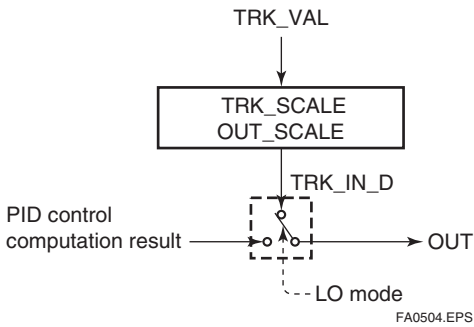 TRK_VAL
TRK_SCALE
OUT_SCALE
TRK_IN_D
PID control
computation result
OUT
LO mode
FA0504.EPS